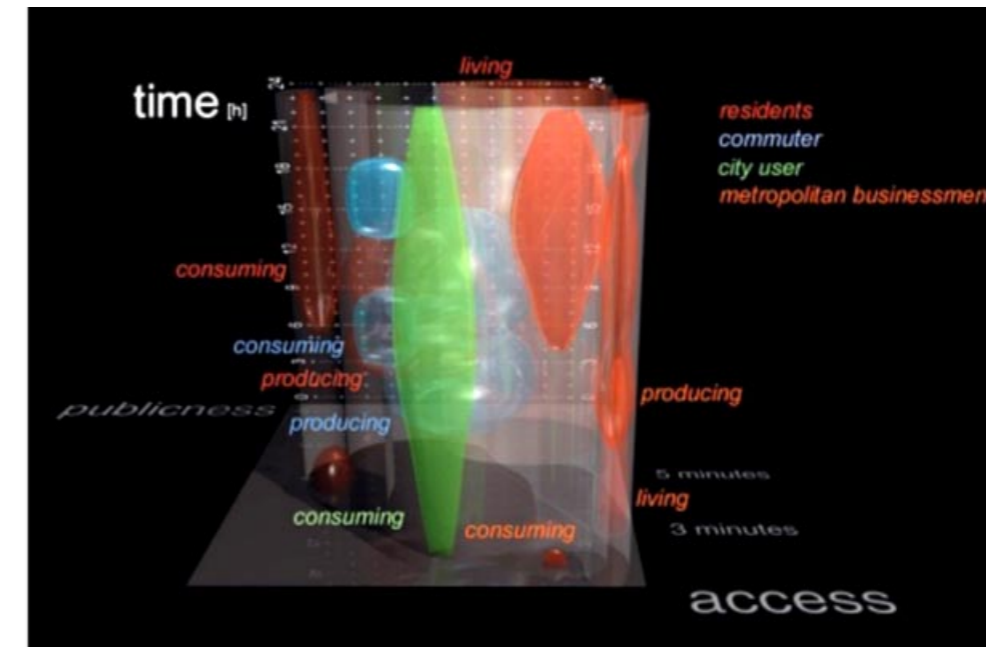 living
time [h]
residents
commuter
city user
metropolitan businessmen
consuming
consuming
producing
producing
publicness
producing
5 minutes
living
consuming
consuming
3 minutes
access